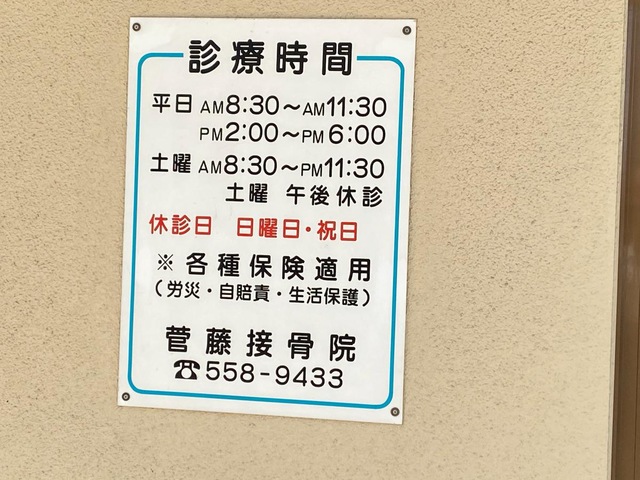 診療時間
平日 AM8:30〜AM11:30
PM2:00〜PM6:00
土曜 AM8:30〜PM11:30
土曜 午後休診
休診日 日曜日・祝日
※各種保険適用
(労災・自賠責・生活保護)
菅藤接骨院
☎558-9433